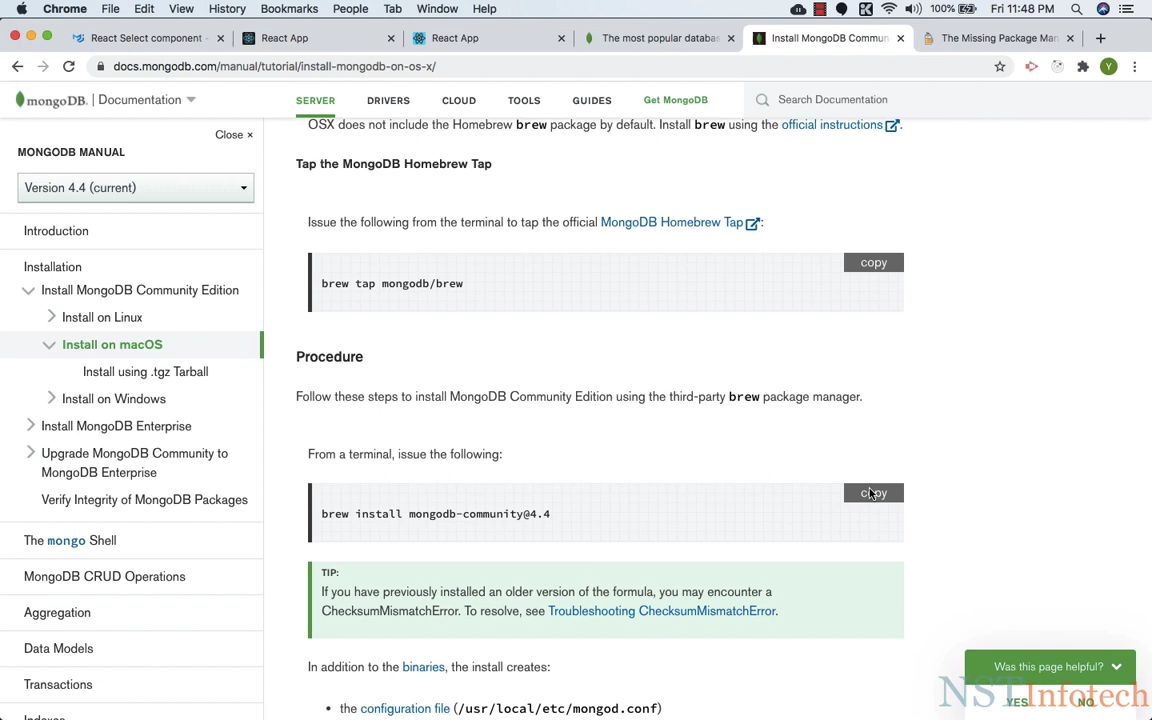 Chrome File Edit View History Bookmarks People Tab Window Help 100% Fri 11:48 PM
React Select component - React App React App The most popular databas Install MongoDB Commun The Missing Package Man
docs.mongodb.com/manual/tutorial/install-mongodb-on-os-x/ Y
mongoDB. | Documentation SERVER DRIVERS CLOUD TOOLS GUIDES Get MongoDB Search Documentation
Close ×
MONGODB MANUAL
Version 4.4 (current)
Introduction
Installation
Install MongoDB Community Edition
Install on Linux
Install on macOS
Install using .tgz Tarball
Install on Windows
Install MongoDB Enterprise
Upgrade MongoDB Community to
MongoDB Enterprise
Verify Integrity of MongoDB Packages
The mongo Shell
MongoDB CRUD Operations
Aggregation
Data Models
Transactions
Indexes
OSX does not include the Homebrew brew package by default. Install brew using the official instructions.
Tap the MongoDB Homebrew Tap
Issue the following from the terminal to tap the official MongoDB Homebrew Tap:
copy
brew tap mongodb/brew
Procedure
Follow these steps to install MongoDB Community Edition using the third-party brew package manager.
From a terminal, issue the following:
copy
brew install mongodb-community@4.4
TIP:
If you have previously installed an older version of the formula, you may encounter a
ChecksumMismatchError. To resolve, see Troubleshooting ChecksumMismatchError.
In addition to the binaries, the install creates:
• the configuration file (/usr/local/etc/mongod.conf)
Was this page helpful?
YES NO
NSTInfotech